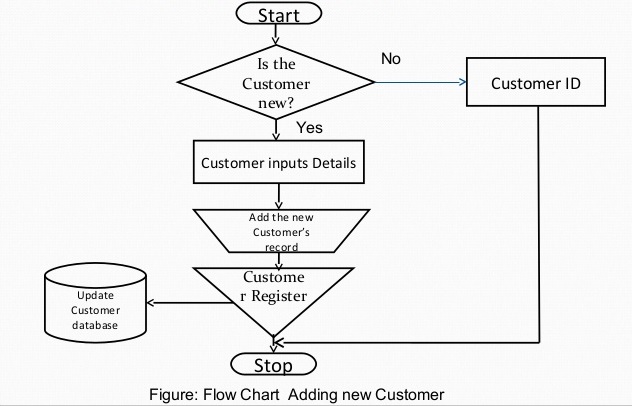 Start
Is the
Customer
new?
No
Customer ID
Yes
Customer inputs Details
Add the new
Customer's
record
Custome
r Register
Update
Customer
database
Stop
Figure: Flow Chart  Adding new Customer